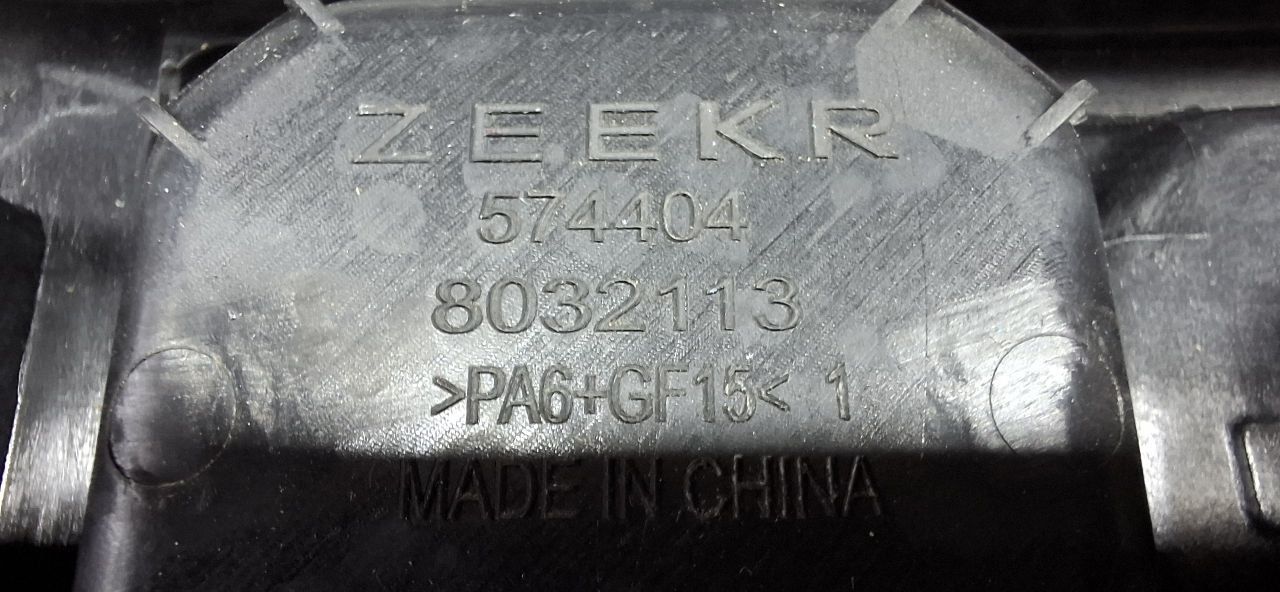 ZEEKR
574404
8032113
>PA6+GF15< 1
MADE IN CHINA